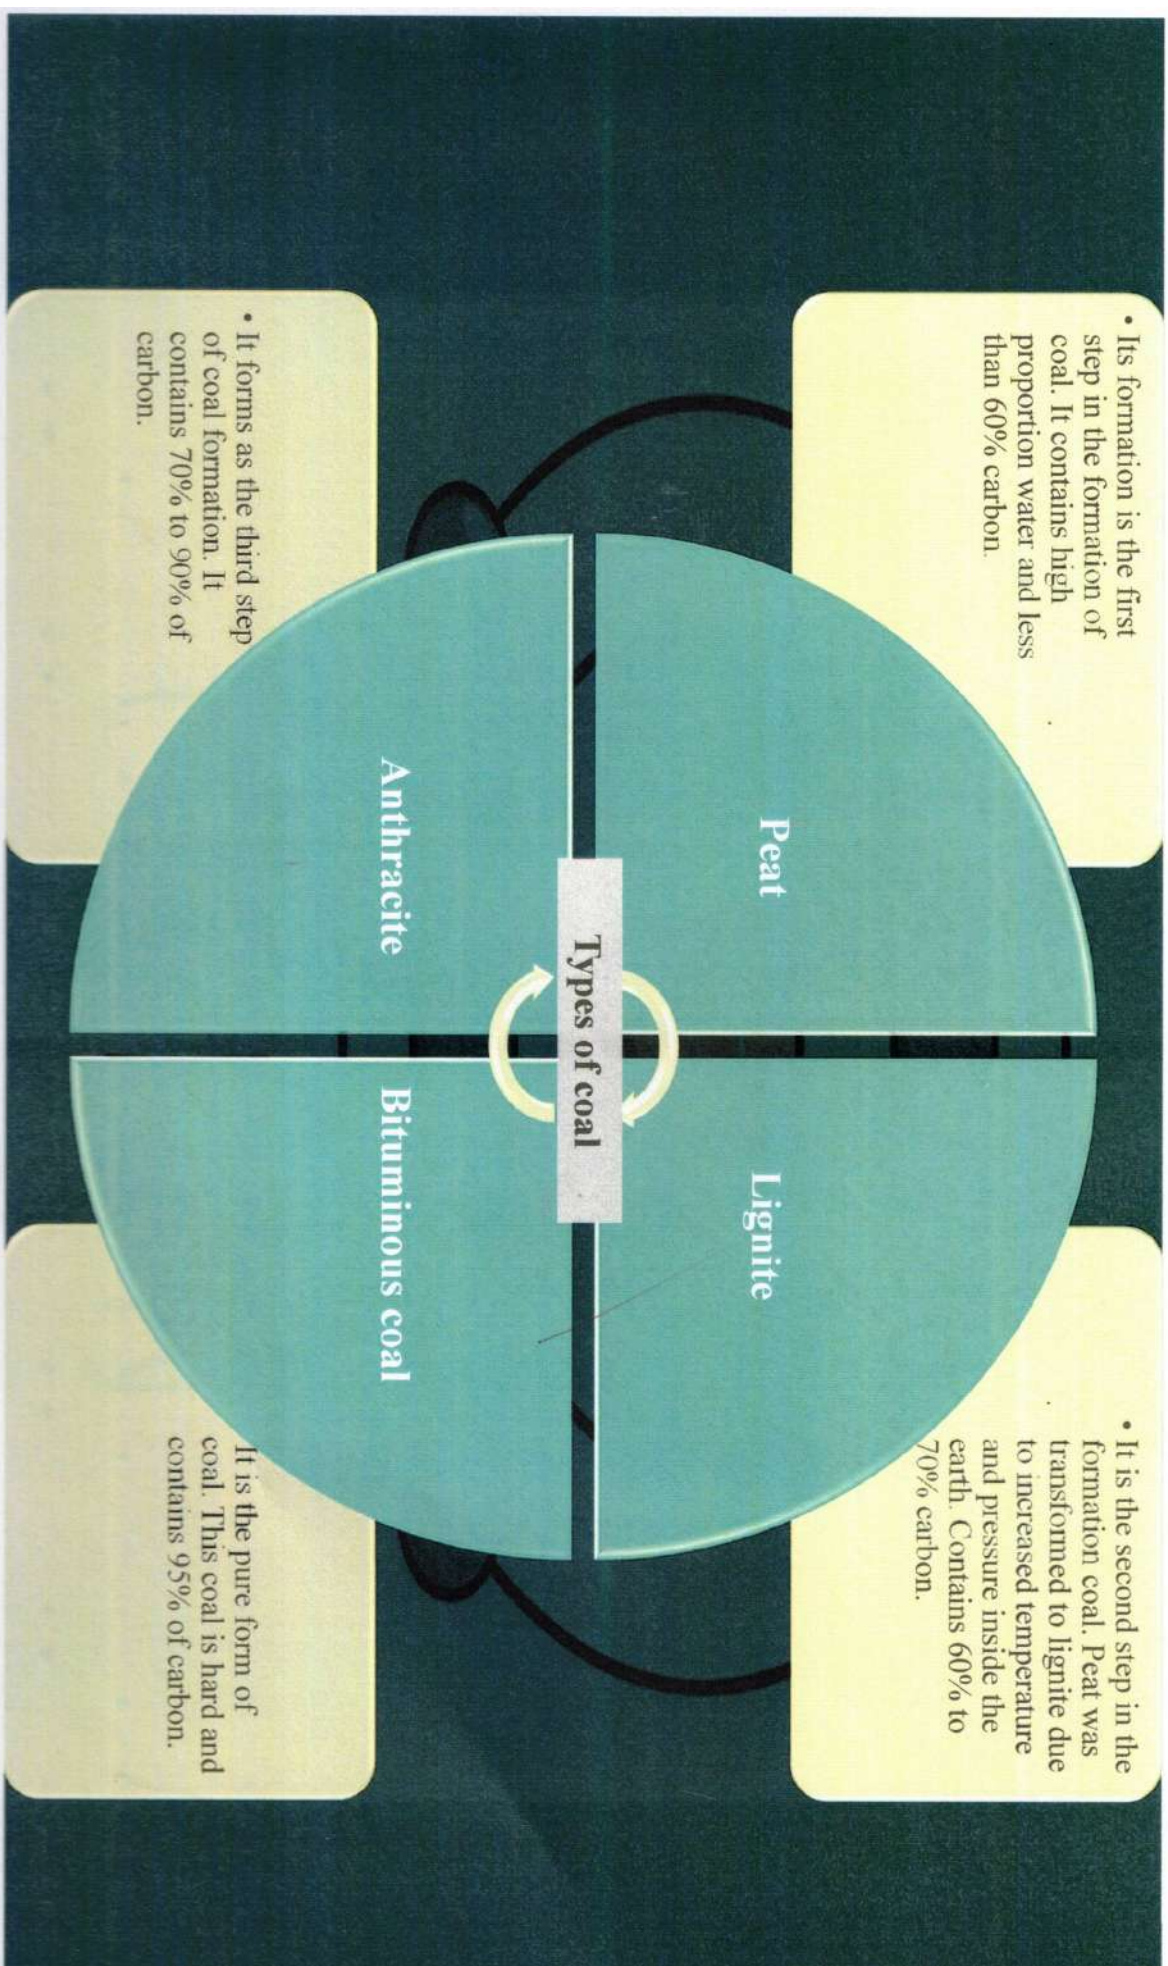 • Its formation is the first
step in the formation of
coal. It contains high
proportion water and less
than 60% carbon.
• It is the second step in the
formation coal. Peat was
transformed to lignite due
to increased temperature
and pressure inside the
earth. Contains 60% to
70% carbon.
Peat
Lignite
Types of coal
Anthracite
Bituminous coal
• It forms as the third step
of coal formation. It
contains 70% to 90% of
carbon.
It is the pure form of
coal. This coal is hard and
contains 95% of carbon.